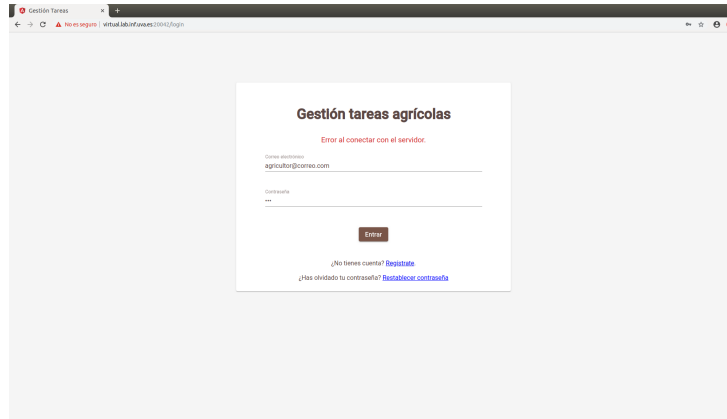 Gestión Tareas
No es seguro | virtual.lab.inf.uva.es:20042/login
Gestión tareas agrícolas
Error al conectar con el servidor.
Correo electrónico
agricultor@correo.com
Contraseña
•••
Entrar
¿No tienes cuenta? Regístrate.
¿Has olvidado tu contraseña? Restablecer contraseña